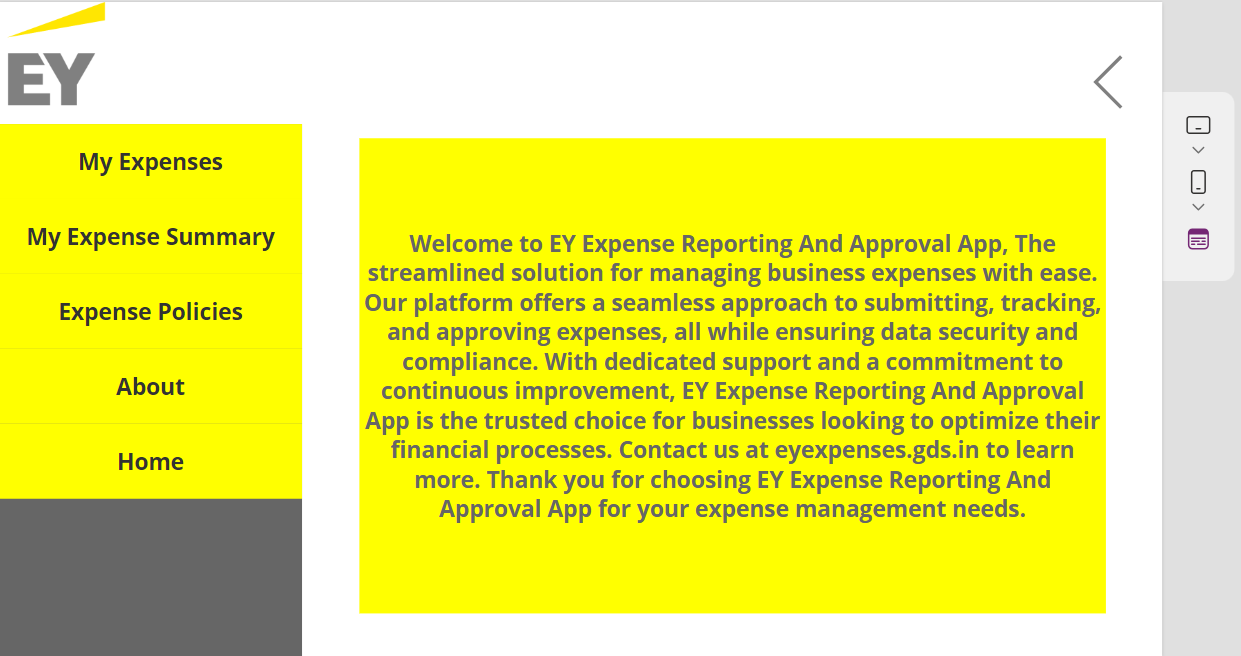 EY
My Expenses
My Expense Summary
Expense Policies
About
Home
Welcome to EY Expense Reporting And Approval App, The
streamlined solution for managing business expenses with ease.
Our platform offers a seamless approach to submitting, tracking,
and approving expenses, all while ensuring data security and
compliance. With dedicated support and a commitment to
continuous improvement, EY Expense Reporting And Approval
App is the trusted choice for businesses looking to optimize their
financial processes. Contact us at eyexpenses.gds.in to learn
more. Thank you for choosing EY Expense Reporting And
Approval App for your expense management needs.